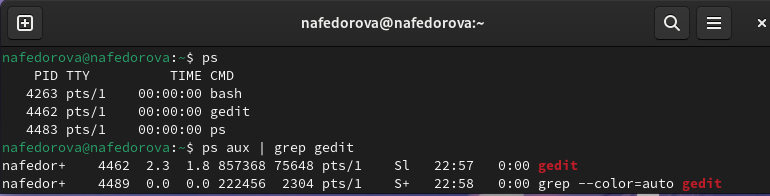 nafedorova@nafedorova:~
nafedorova@nafedorova:~$ ps
    PID TTY          TIME CMD
   4263 pts/1    00:00:00 bash
   4462 pts/1    00:00:00 gedit
   4483 pts/1    00:00:00 ps
nafedorova@nafedorova:~$ ps aux | grep gedit
nafedor+    4462  2.3  1.8 857368 75648 pts/1    Sl   22:57   0:00 gedit
nafedor+    4489  0.0  0.0 222456  2304 pts/1    S+   22:58   0:00 grep --color=auto gedit